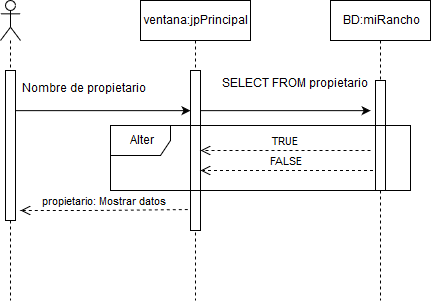 ventana:jpPrincipal
BD:miRancho
Nombre de propietario
SELECT FROM propietario
Alter
TRUE
FALSE
propietario: Mostrar datos